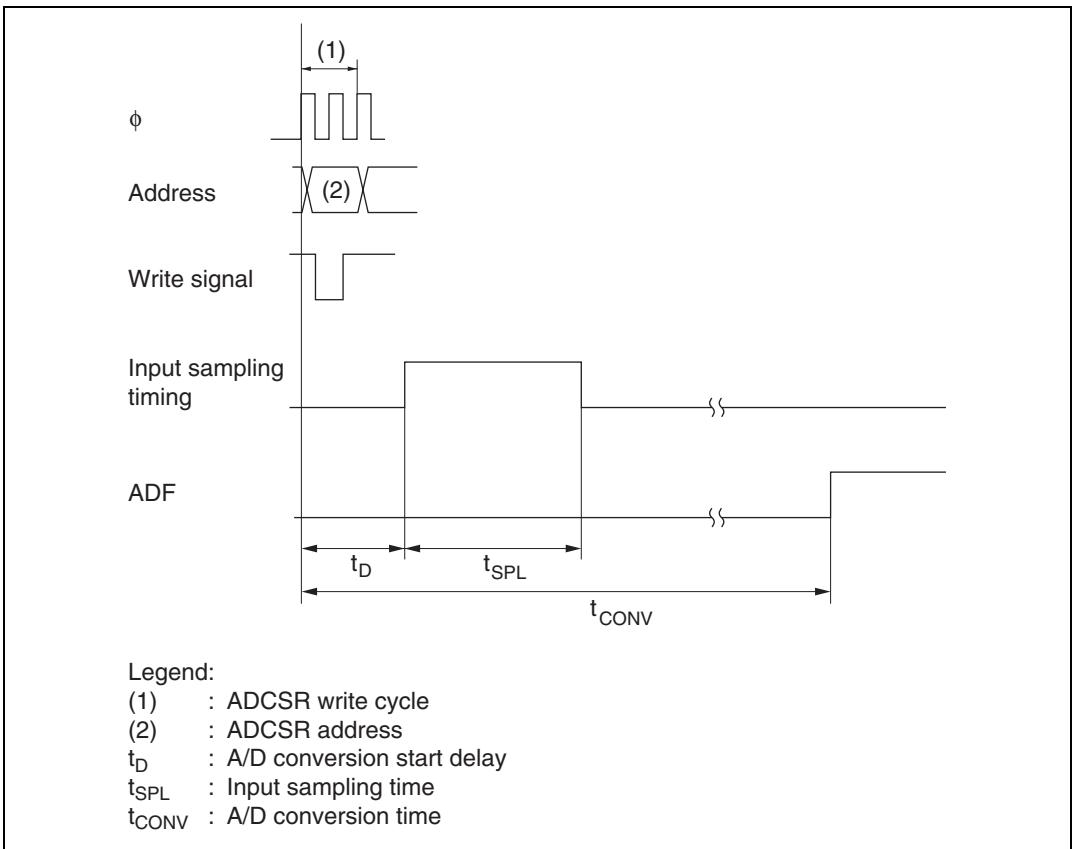 (1)
ϕ
Address
(2)
Write signal
Input sampling
timing
ADF
tD
tSPL
tCONV
Legend:
(1) : ADCSR write cycle
(2) : ADCSR address
tD : A/D conversion start delay
tSPL : Input sampling time
tCONV : A/D conversion time